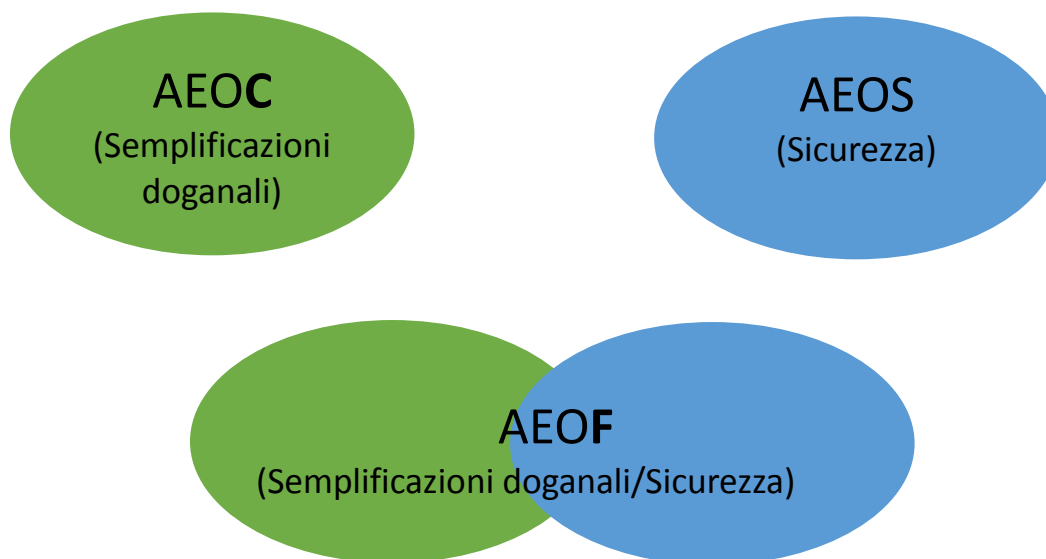 AEOC
(Semplificazioni
doganali)
AEOS
(Sicurezza)
AEOF
(Semplificazioni doganali/Sicurezza)